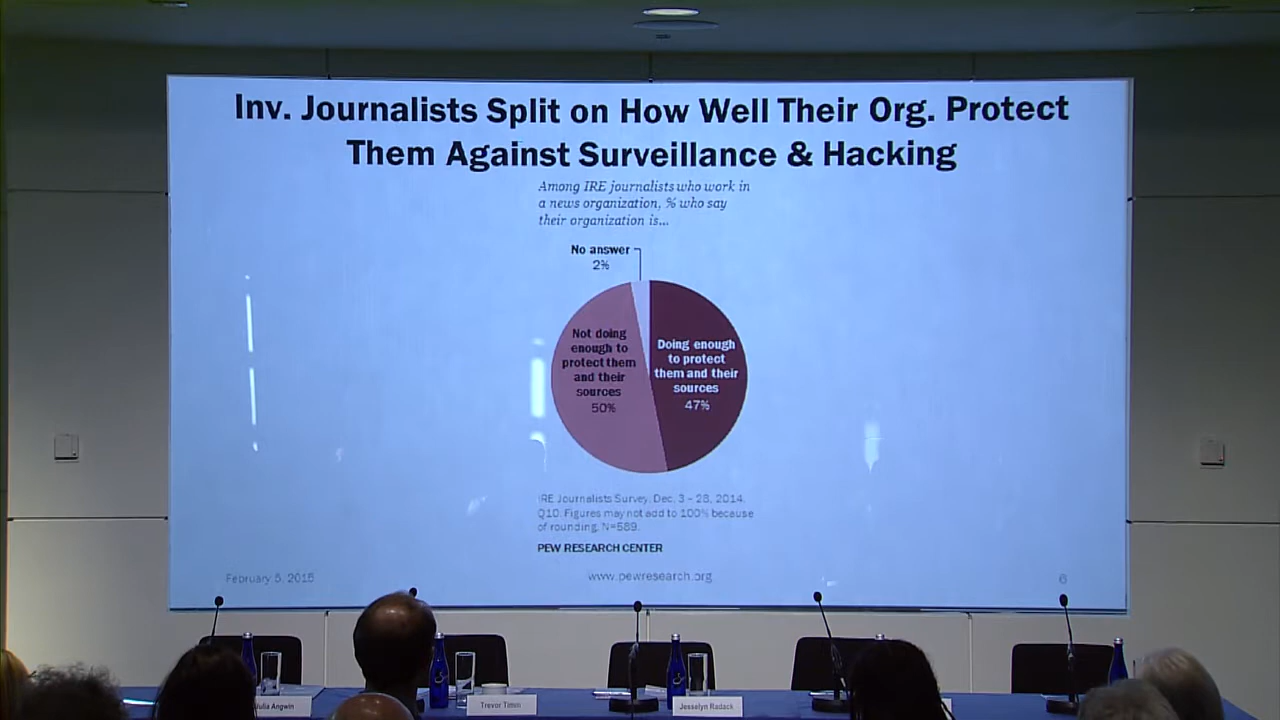 Inv. Journalists Split on How Well Their Org. Protect
Them Against Surveillance & Hacking
Among IRE journalists who work in
a news organization, % who say
their organization is...
No answer
2%
Not doing
enough to
protect them
and their
sources
50%
Doing enough
to protect
them and their
sources
47%
IRE Journalists Survey, Dec. 3 – 28, 2014.
Q10. Figures may not add to 100% because
of rounding. N=589.
PEW RESEARCH CENTER
February 5, 2015
www.pewresearch.org
6
Julia Angwin
Trevor Timm
Jesselyn Radack